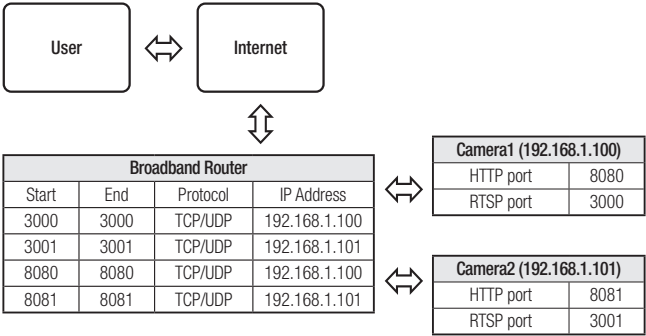 User
Internet
Broadband Router
Start End Protocol IP Address
3000 3000 TCP/UDP 192.168.1.100
3001 3001 TCP/UDP 192.168.1.101
8080 8080 TCP/UDP 192.168.1.100
8081 8081 TCP/UDP 192.168.1.101
Camera1 (192.168.1.100)
HTTP port 8080
RTSP port 3000
Camera2 (192.168.1.101)
HTTP port 8081
RTSP port 3001